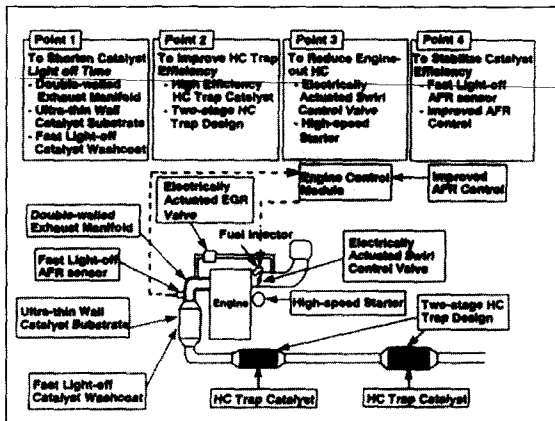 Point 1
To Shorten Catalyst
Light off Time
- Double-walled
Exhaust Manifold
- Ultra-thin Wall
Catalyst Substrate
- Fast Light-off
Catalyst Washcoat
Point 2
To Improve HC Trap
Efficiency
- High Efficiency
HC Trap Catalyst
- Two-stage HC
Trap Design
Point 3
To Reduce Engine-
out HC
- Electrically
Actuated Swirl
Control Valve
- High-speed
Starter
Point 4
To Stabilize Catalyst
Efficiency
- Fast Light-off
AFR sensor
- Improved AFR
Control
Engine Control
Module
Improved
AFR Control
Electrically
Actuated EGR
Valve
Double-walled
Exhaust Manifold
Fuel Injector
Fast Light-off
AFR sensor
Electrically
Actuated Swirl
Control Valve
Engine
High-speed Starter
Ultra-thin Wall
Catalyst Substrate
Two-stage HC
Trap Design
Fast Light-off
Catalyst Washcoat
HC Trap Catalyst
HC Trap Catalyst